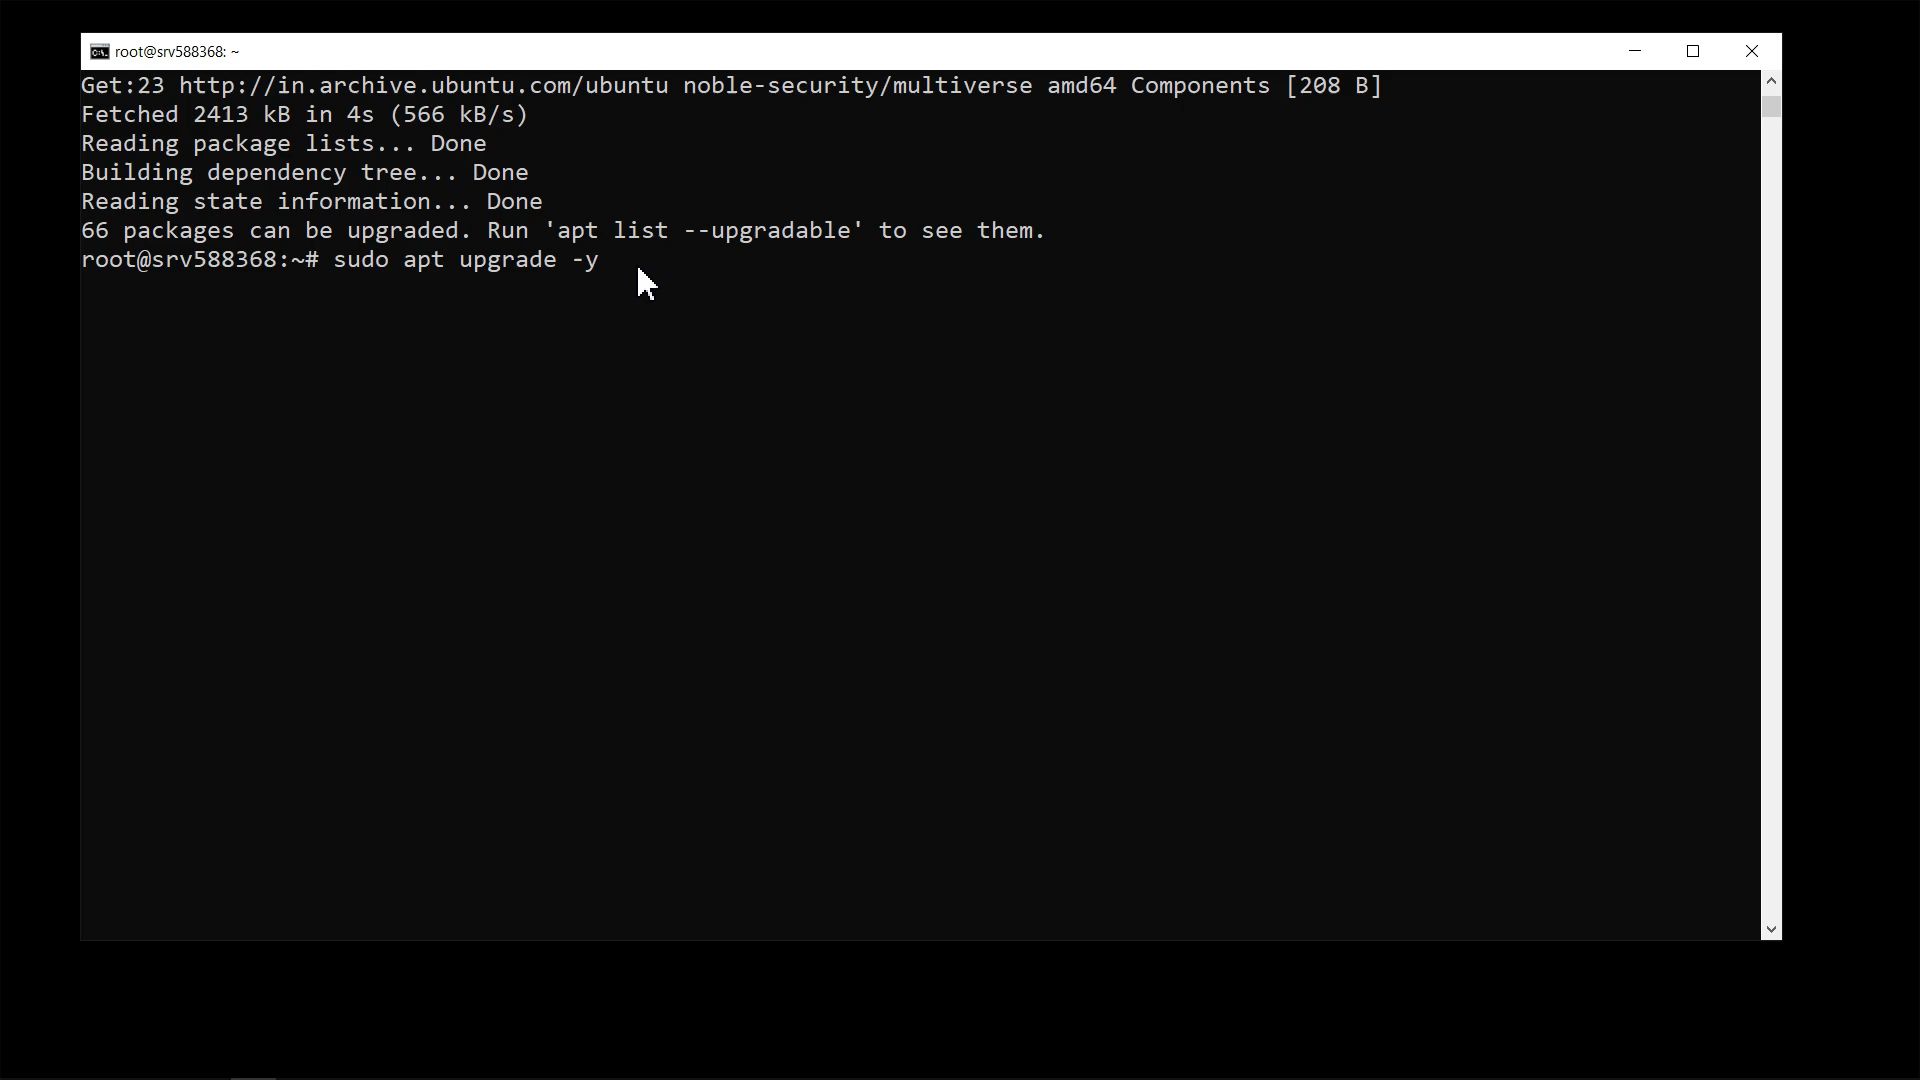 root@srv588368: ~
Get:23 http://in.archive.ubuntu.com/ubuntu noble-security/multiverse amd64 Components [208 B]
Fetched 2413 kB in 4s (566 kB/s)
Reading package lists... Done
Building dependency tree... Done
Reading state information... Done
66 packages can be upgraded. Run 'apt list --upgradable' to see them.
root@srv588368:~# sudo apt upgrade -y